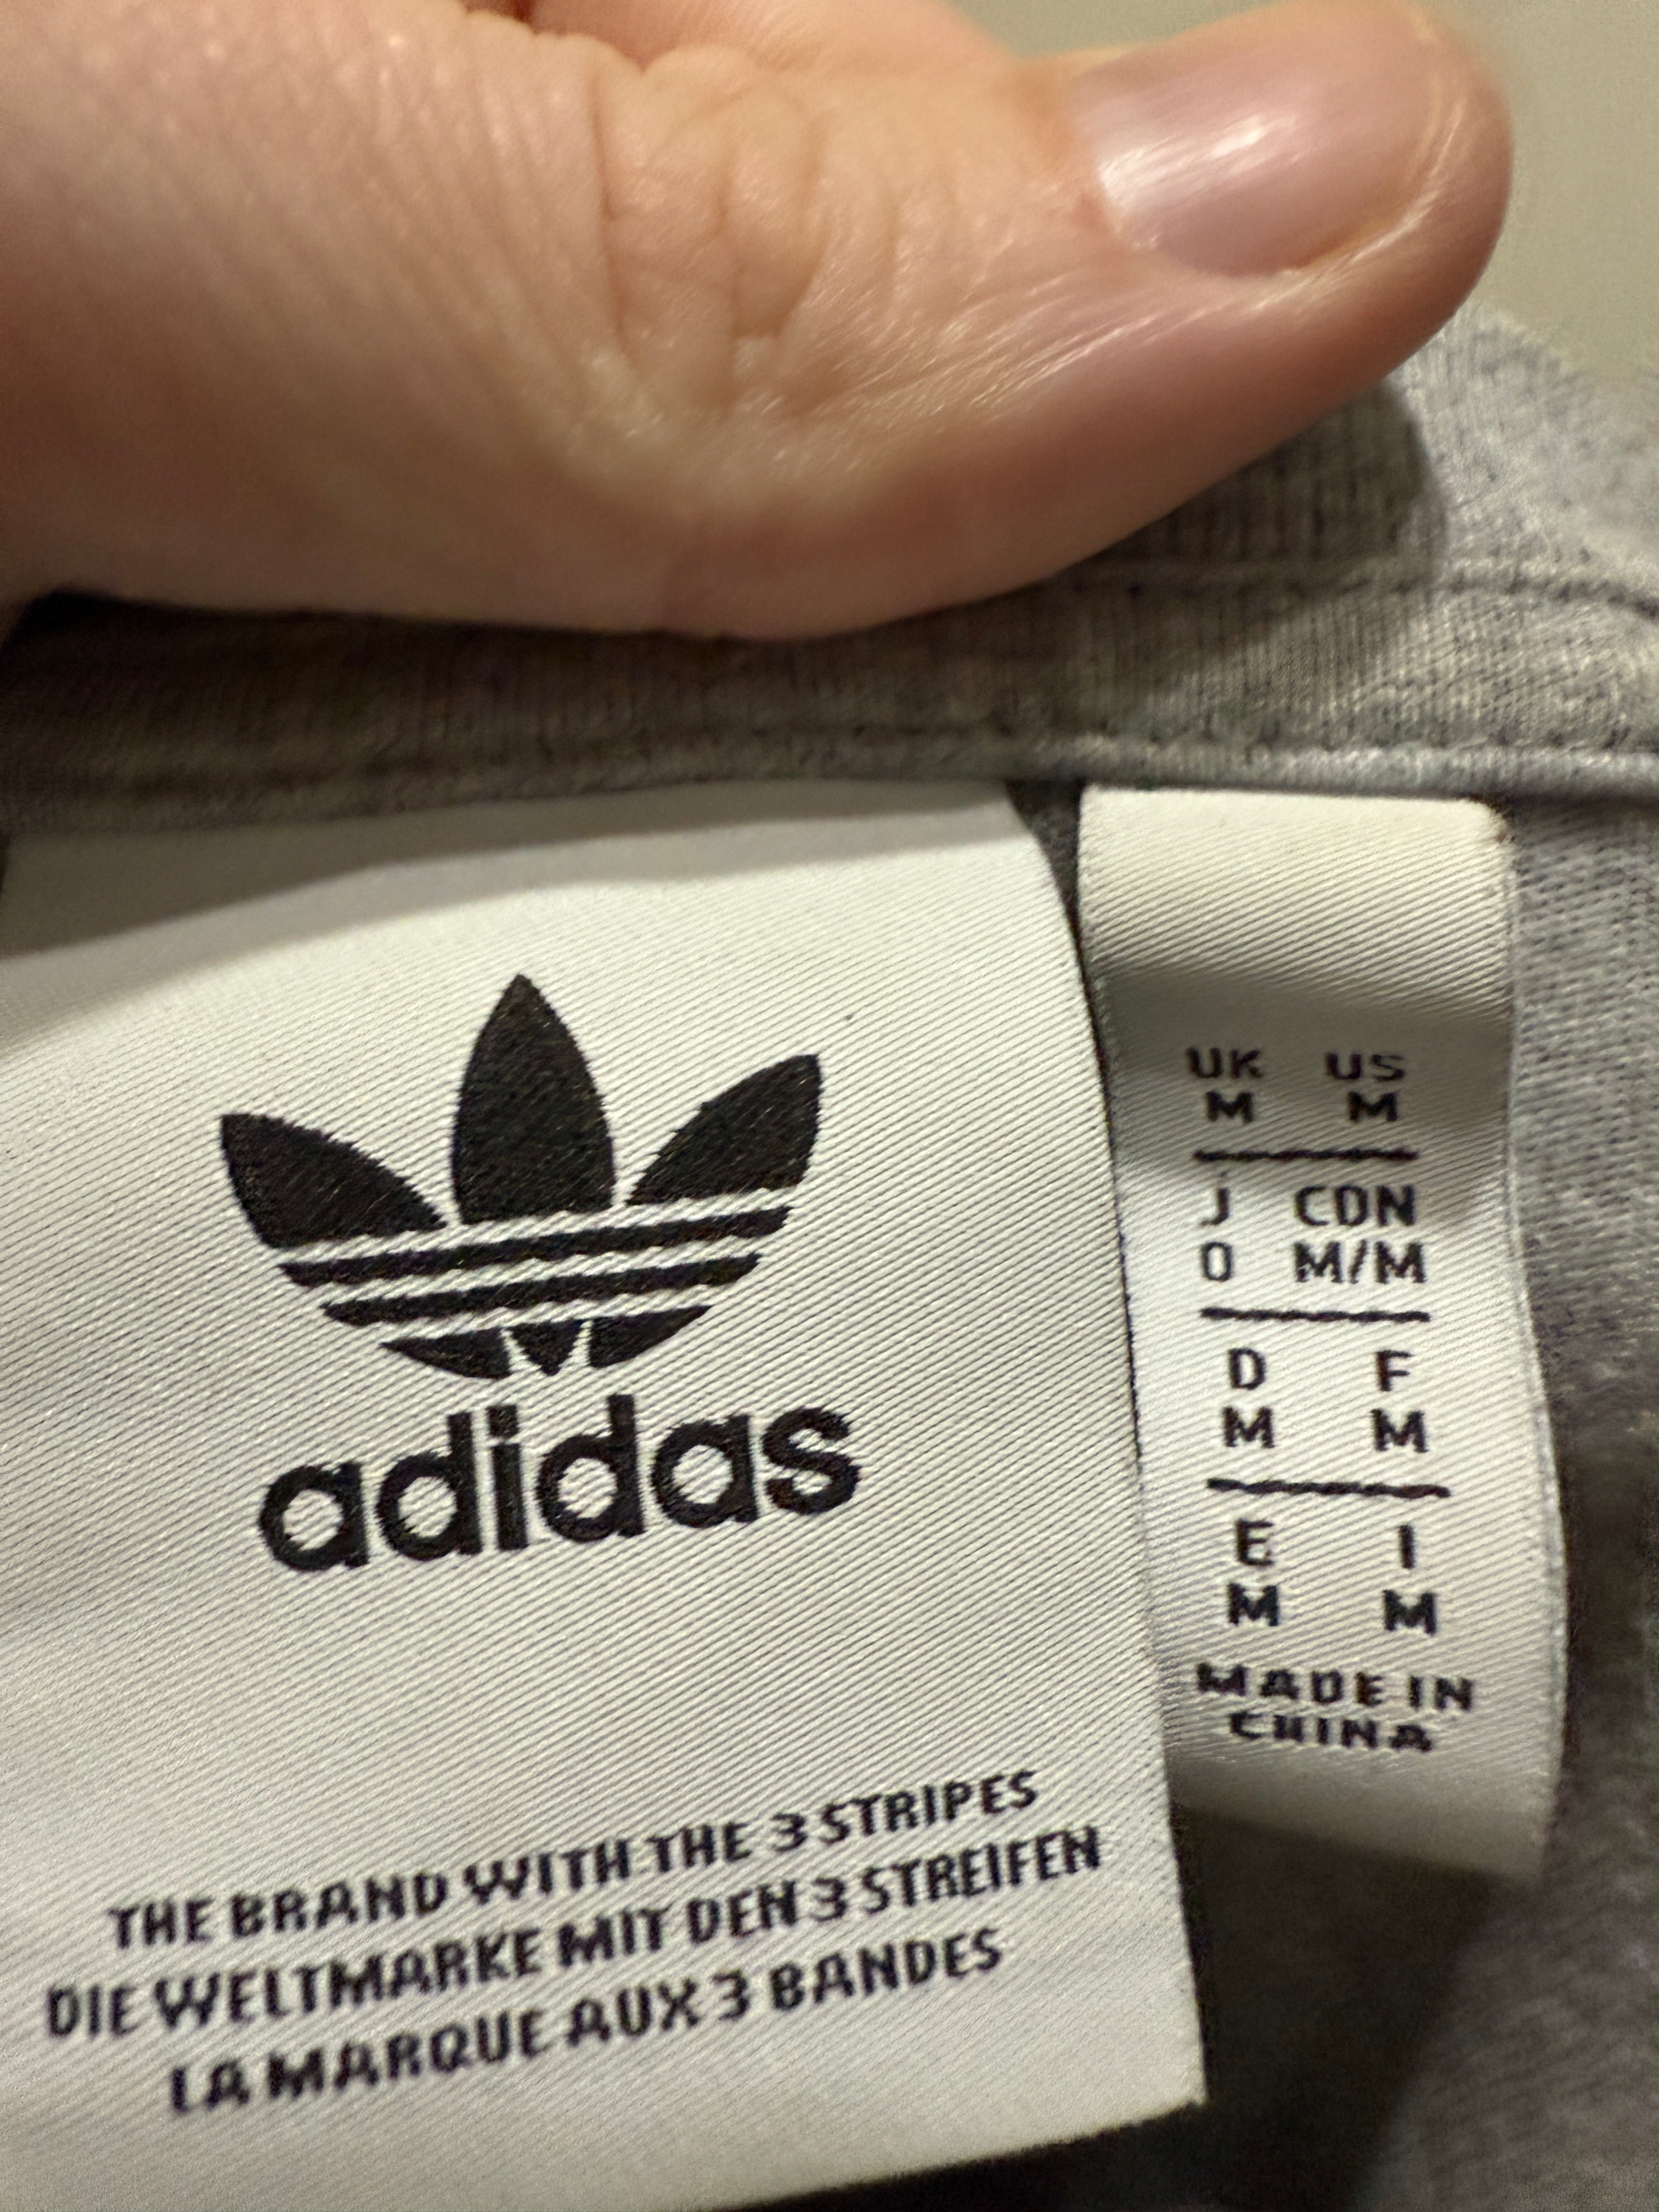 adidas
THE BRAND WITH THE 3 STRIPES
DIE WELTMARKE MIT DEN 3 STREIFEN
LA MARQUE AUX 3 BANDES
UK US
M M
J CDN
O M/M
D F
M M
E I
M M
MADE IN
CHINA